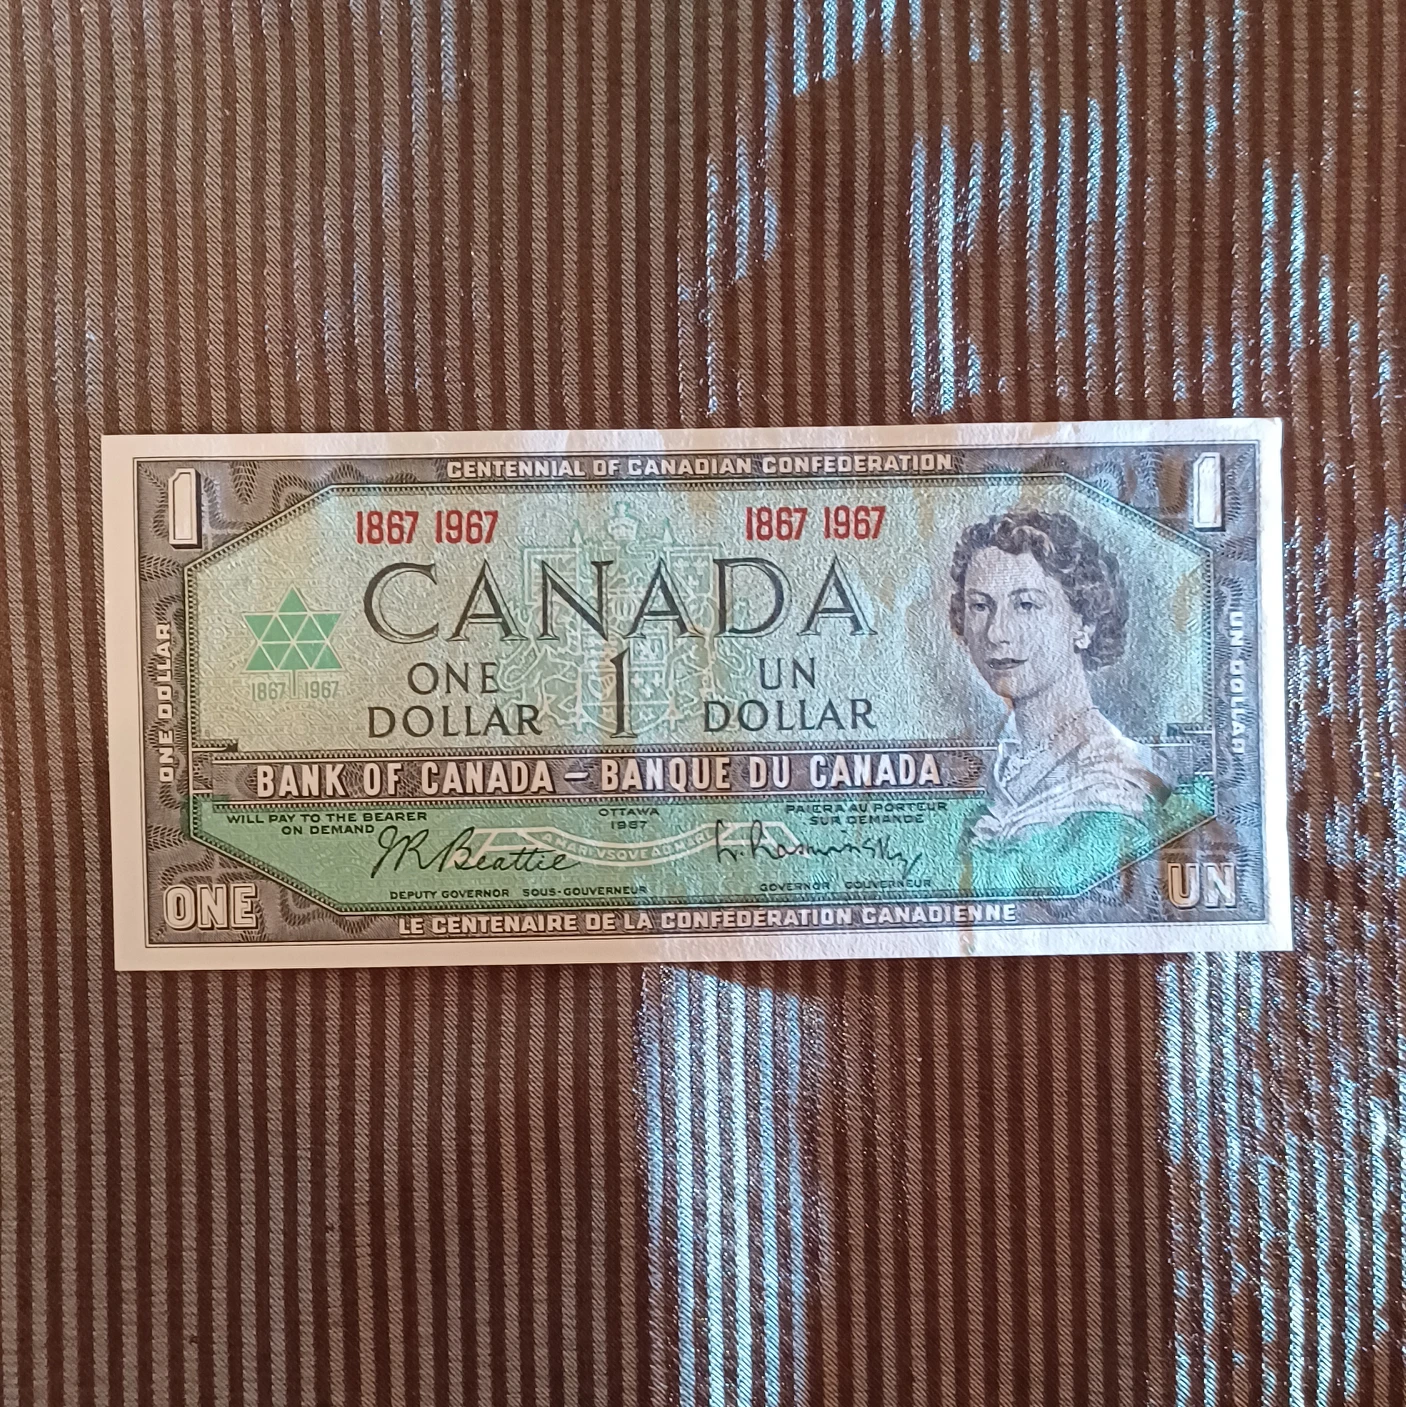 CENTENNIAL OF CANADIAN CONFEDERATION
1
1
1867 1967
1867 1967
CANADA
1867 1967
ONE
DOLLAR
1
UN
DOLLAR
ONE DOLLAR
UN DOLLAR
BANK OF CANADA – BANQUE DU CANADA
WILL PAY TO THE BEARER
ON DEMAND
OTTAWA
1967
PAIERA AU PORTEUR
SUR DEMANDE
JRBeattie
L. Rasminsky
DEPUTY GOVERNOR SOUS-GOUVERNEUR
GOVERNOR GOUVERNEUR
ONE
UN
LE CENTENAIRE DE LA CONFÉDÉRATION CANADIENNE